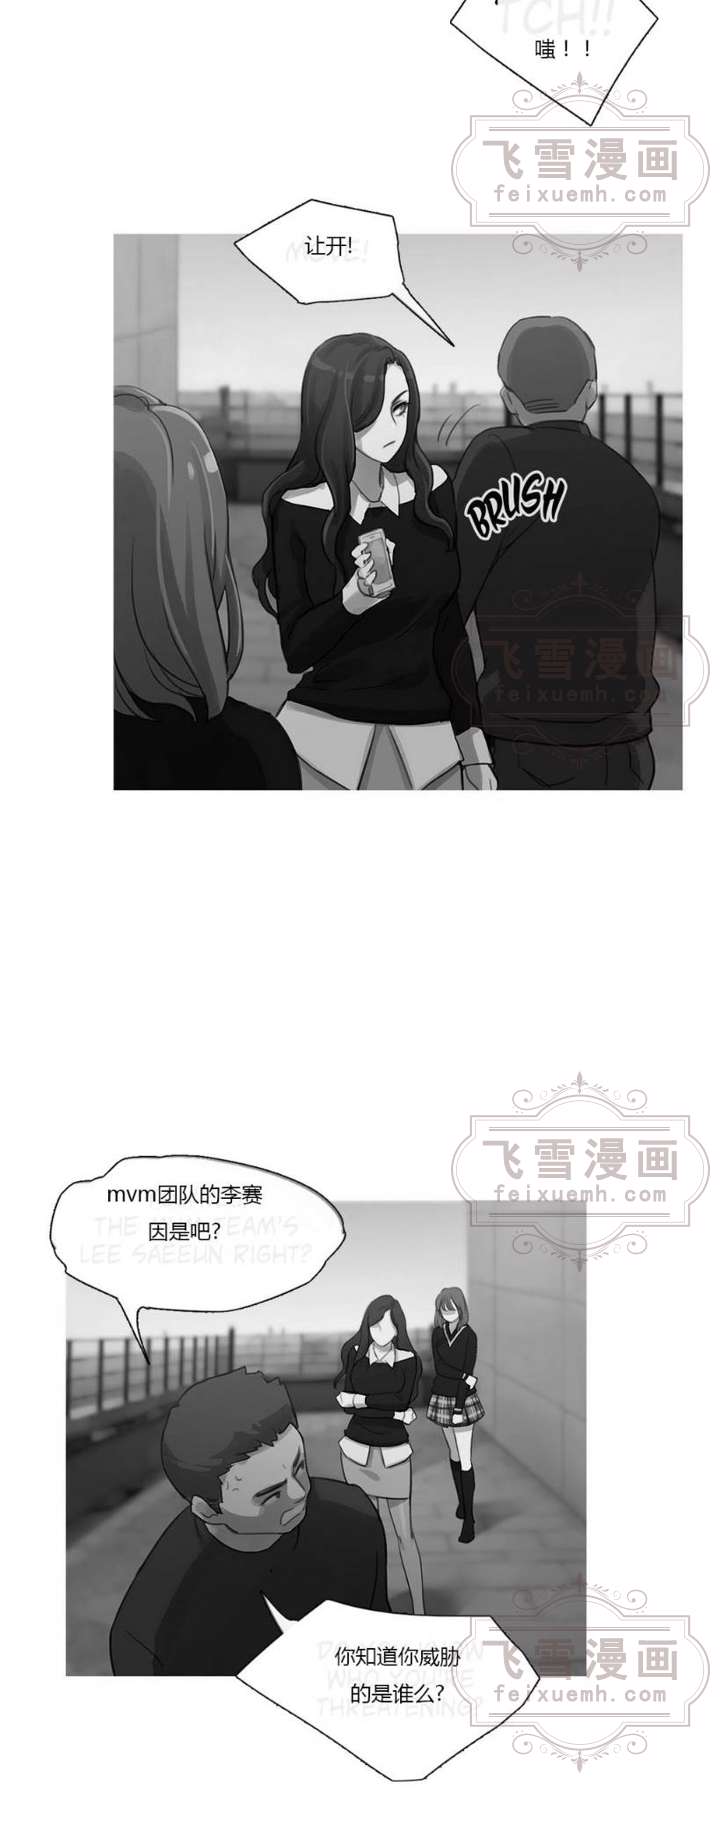 TCH!!
嗤！！
飞雪漫画
feixuemh.com
让开!
MOVE!
BRUSH
飞雪漫画
feixuemh.com
飞雪漫画
feixuemh.com
mvm团队的李赛
因是吧?
THE TEAM'S
LEE SAEEUN RIGHT?
你知道你威胁
的是谁么?
WHO YOU'RE
THREATENING?
飞雪漫画
feixuemh.com